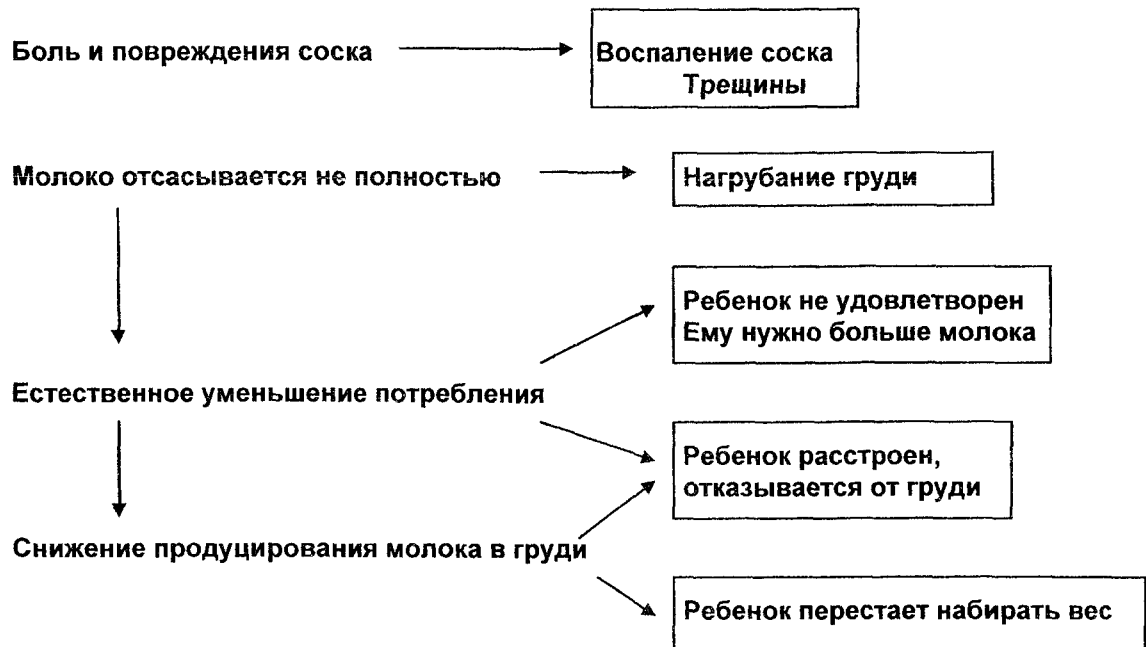 Боль и повреждения соска
Воспаление соска
Трещины
Молоко отсасывается не полностью
Нагрубание груди
Ребенок не удовлетворен
Ему нужно больше молока
Естественное уменьшение потребления
Ребенок расстроен,
отказывается от груди
Снижение продуцирования молока в груди
Ребенок перестает набирать вес